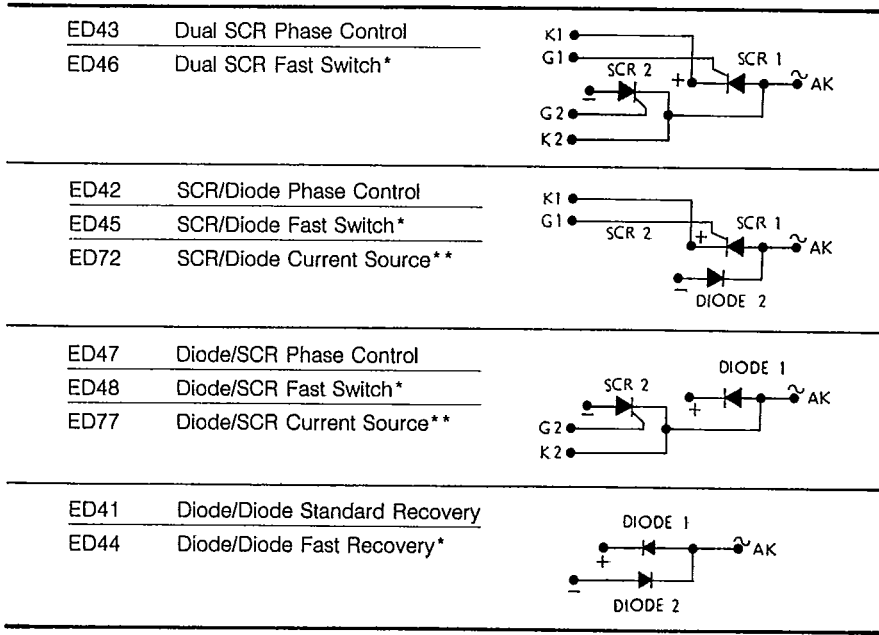 ED43 Dual SCR Phase Control
ED46 Dual SCR Fast Switch*
K1
G1
SCR 2
SCR 1
+
~ AK
−
G2
K2
ED42 SCR/Diode Phase Control
ED45 SCR/Diode Fast Switch*
ED72 SCR/Diode Current Source**
K1
G1
SCR 2
SCR 1
+
~ AK
−
DIODE 2
ED47 Diode/SCR Phase Control
ED48 Diode/SCR Fast Switch*
ED77 Diode/SCR Current Source**
DIODE 1
SCR 2
~ AK
−
+
G2
K2
ED41 Diode/Diode Standard Recovery
ED44 Diode/Diode Fast Recovery*
DIODE 1
~ AK
+
−
DIODE 2